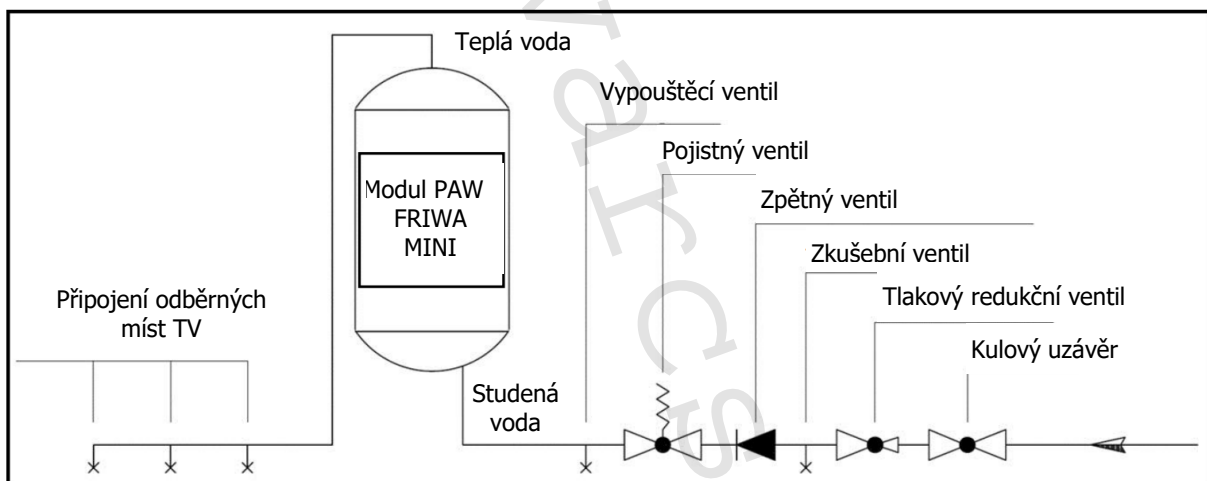 Teplá voda
Vypouštěcí ventil
Pojistný ventil
Modul PAW
FRIWA
MINI
Zpětný ventil
Zkušební ventil
Připojení odběrných
míst TV
Tlakový redukční ventil
Kulový uzávěr
Studená
voda